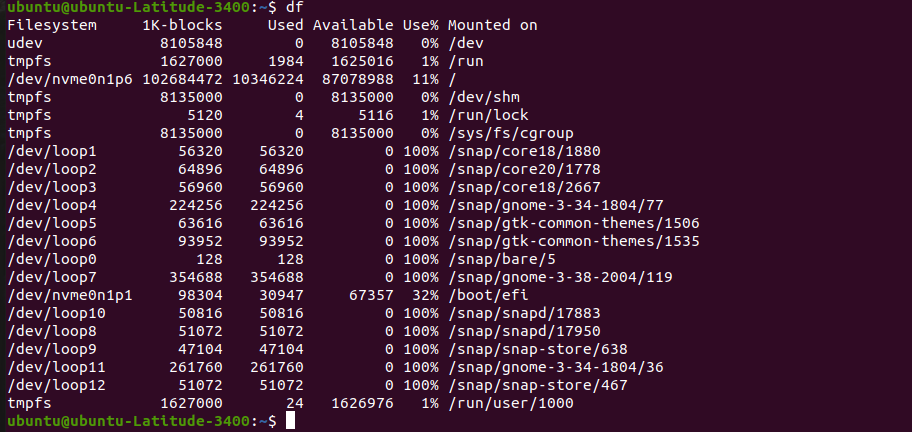 ubuntu@ubuntu-Latitude-3400:~$ df
Filesystem     1K-blocks     Used Available Use% Mounted on
udev             8105848        0   8105848   0% /dev
tmpfs            1627000     1984   1625016   1% /run
/dev/nvme0n1p6 102684472 10346224  87078988  11% /
tmpfs            8135000        0   8135000   0% /dev/shm
tmpfs               5120        4      5116   1% /run/lock
tmpfs            8135000        0   8135000   0% /sys/fs/cgroup
/dev/loop1         56320    56320         0 100% /snap/core18/1880
/dev/loop2         64896    64896         0 100% /snap/core20/1778
/dev/loop3         56960    56960         0 100% /snap/core18/2667
/dev/loop4        224256   224256         0 100% /snap/gnome-3-34-1804/77
/dev/loop5         63616    63616         0 100% /snap/gtk-common-themes/1506
/dev/loop6         93952    93952         0 100% /snap/gtk-common-themes/1535
/dev/loop0           128      128         0 100% /snap/bare/5
/dev/loop7        354688   354688         0 100% /snap/gnome-3-38-2004/119
/dev/nvme0n1p1     98304    30947     67357  32% /boot/efi
/dev/loop10        50816    50816         0 100% /snap/snapd/17883
/dev/loop8         51072    51072         0 100% /snap/snapd/17950
/dev/loop9         47104    47104         0 100% /snap/snap-store/638
/dev/loop11       261760   261760         0 100% /snap/gnome-3-34-1804/36
/dev/loop12        51072    51072         0 100% /snap/snap-store/467
tmpfs            1627000       24   1626976   1% /run/user/1000
ubuntu@ubuntu-Latitude-3400:~$